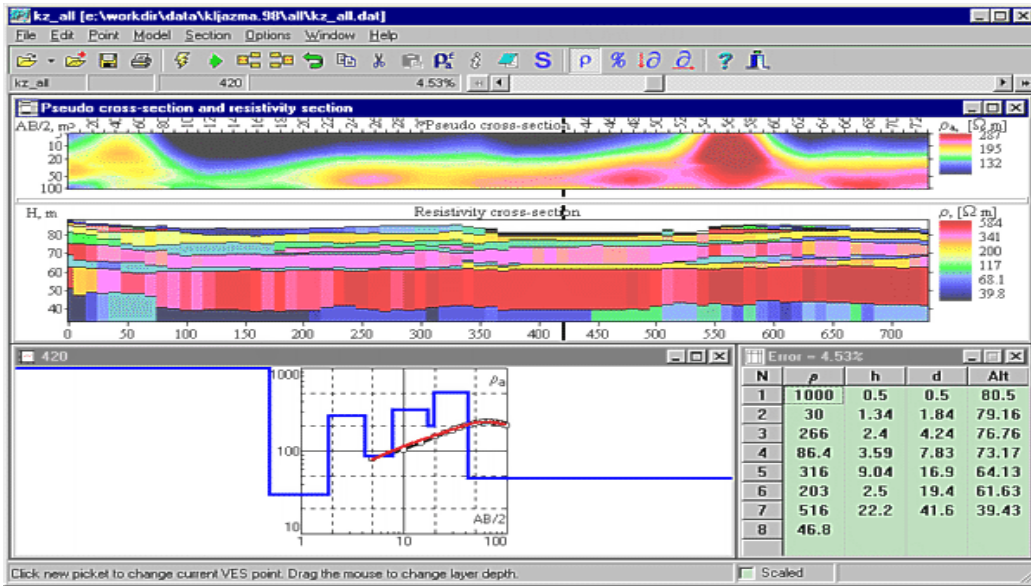 kz_all [e:\workdir\data\kljazma.98\all\kz_all.dat]
File Edit Point Model Section Options Window Help
S ρ % ?
kz_all 420 4.53%
Pseudo cross-section and resistivity section
AB/2, m Pseudo cross-section ρa, [Ω m]
10 287
20 195
50 132
100
H, m Resistivity cross-section ρ, [Ω m]
80 584
70 341
60 200
50 117
40 68.1
39.8
0 50 100 150 200 250 300 350 400 450 500 550 600 650 700
420
1000 ρa
100
10 AB/2
1 10 100
Error = 4.53%
N ρ h d Alt
1 1000 0.5 0.5 80.5
2 30 1.34 1.84 79.16
3 266 2.4 4.24 76.76
4 86.4 3.59 7.83 73.17
5 316 9.04 16.9 64.13
6 203 2.5 19.4 61.63
7 516 22.2 41.6 39.43
8 46.8
Click new picket to change current VES point. Drag the mouse to change layer depth.
Scaled